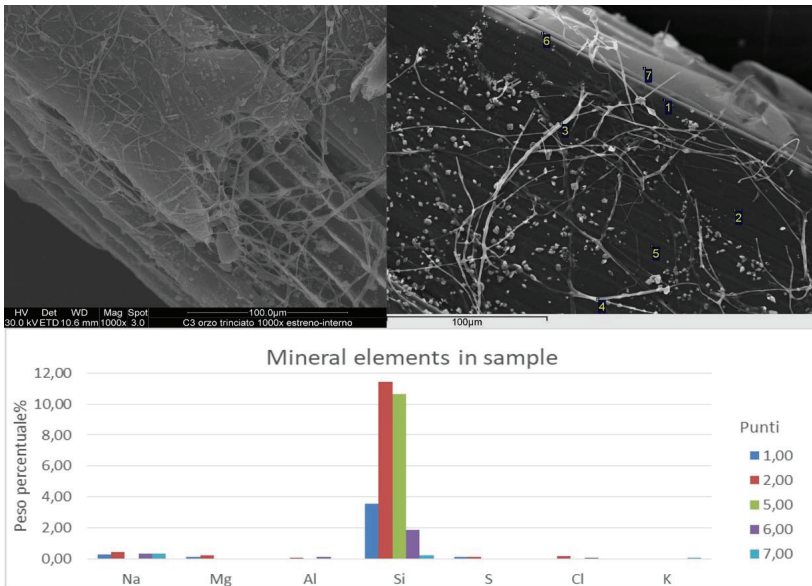 6
7
1
3
2
5
4
HV Det WD Mag Spot 100.0µm
30.0 kV ETD 10.6 mm 1000x 3.0 C3 orzo trinciato 1000x estreno-interno
100µm
Mineral elements in sample
Peso percentuale%
12,00
10,00
8,00
6,00
4,00
2,00
0,00
Na Mg Al Si S Cl K
Punti
1,00
2,00
5,00
6,00
7,00